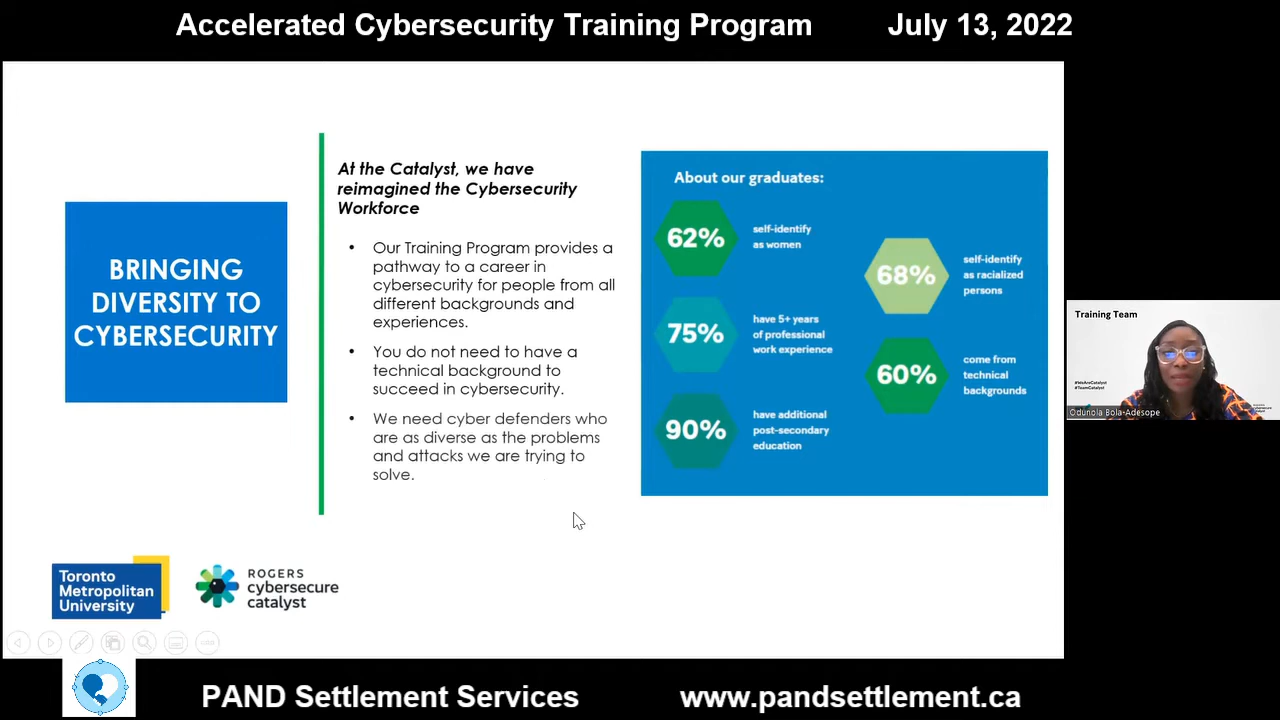 Accelerated Cybersecurity Training Program July 13, 2022
BRINGING
DIVERSITY TO
CYBERSECURITY
At the Catalyst, we have
reimagined the Cybersecurity
Workforce
• Our Training Program provides a
pathway to a career in
cybersecurity for people from all
different backgrounds and
experiences.
• You do not need to have a
technical background to
succeed in cybersecurity.
• We need cyber defenders who
are as diverse as the problems
and attacks we are trying to
solve.
About our graduates:
62%
self-identify
as women
75%
have 5+ years
of professional
work experience
90%
have additional
post-secondary
education
68%
self-identify
as racialized
persons
60%
come from
technical
backgrounds
Training Team
#WeAreCatalyst
#TeamCatalyst
Odunola Bola-Adesope
cybersecure
catalyst
Toronto
Metropolitan
University
ROGERS
cybersecure
catalyst
PAND Settlement Services www.pandsettlement.ca